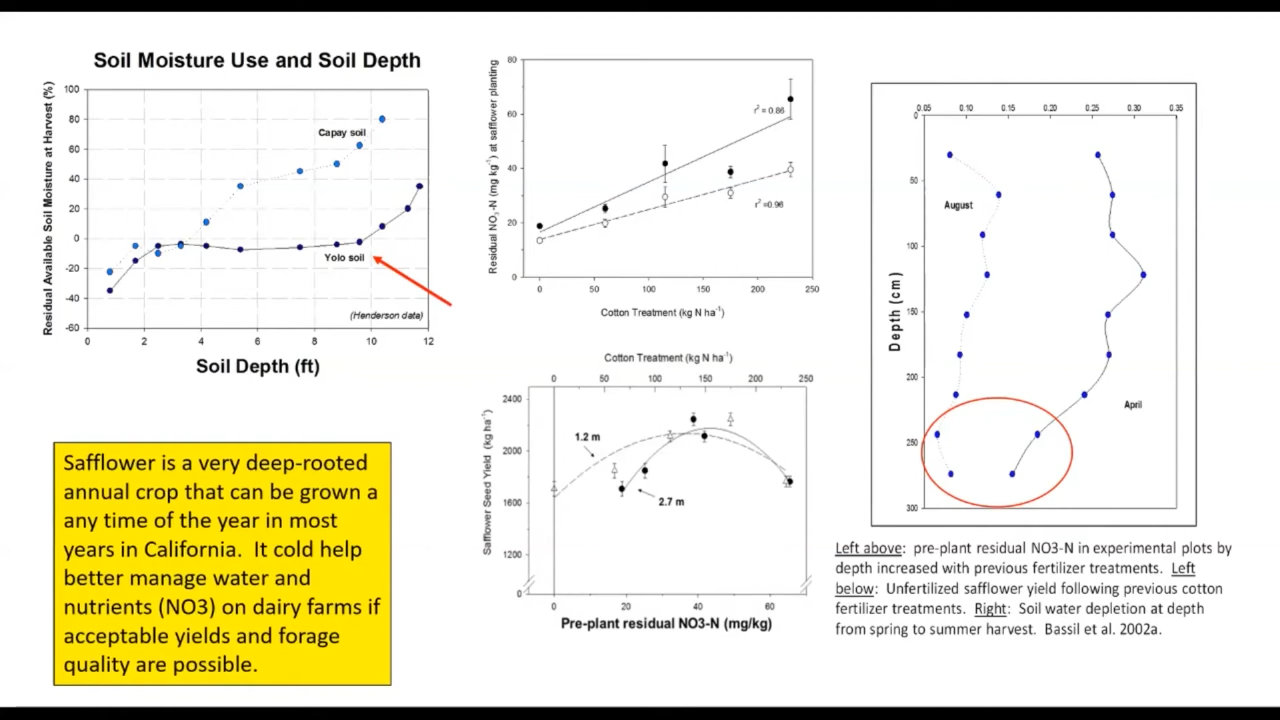 Soil Moisture Use and Soil Depth
Residual Available Soil Moisture at Harvest (%)
100
80
60
40
20
0
-20
-40
-60
Capay soil
Yolo soil
(Henderson data)
0 2 4 6 8 10 12
Soil Depth (ft)
Safflower is a very deep-rooted
annual crop that can be grown a
any time of the year in most
years in California. It cold help
better manage water and
nutrients (NO3) on dairy farms if
acceptable yields and forage
quality are possible.
Residual NO3-N (mg kg-1) at safflower planting
80
60
40
20
0
r2 = 0.86
r2 =0.96
0 50 100 150 200 250
Cotton Treatment (kg N ha-1)
Cotton Treatment (kg N ha-1)
0 50 100 150 200 250
Safflower Seed Yield (kg ha-1)
2400
2000
1600
1200
0
1.2 m
2.7 m
0 20 40 60
Pre-plant residual NO3-N (mg/kg)
0.05 0.10 0.15 0.20 0.25 0.30 0.35
Depth (cm)
0
50
100
150
200
250
300
August
April
Left above: pre-plant residual NO3-N in experimental plots by
depth increased with previous fertilizer treatments. Left
below: Unfertilized safflower yield following previous cotton
fertilizer treatments. Right: Soil water depletion at depth
from spring to summer harvest. Bassil et al. 2002a.